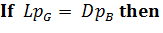 If Lp_G = Dp_B then